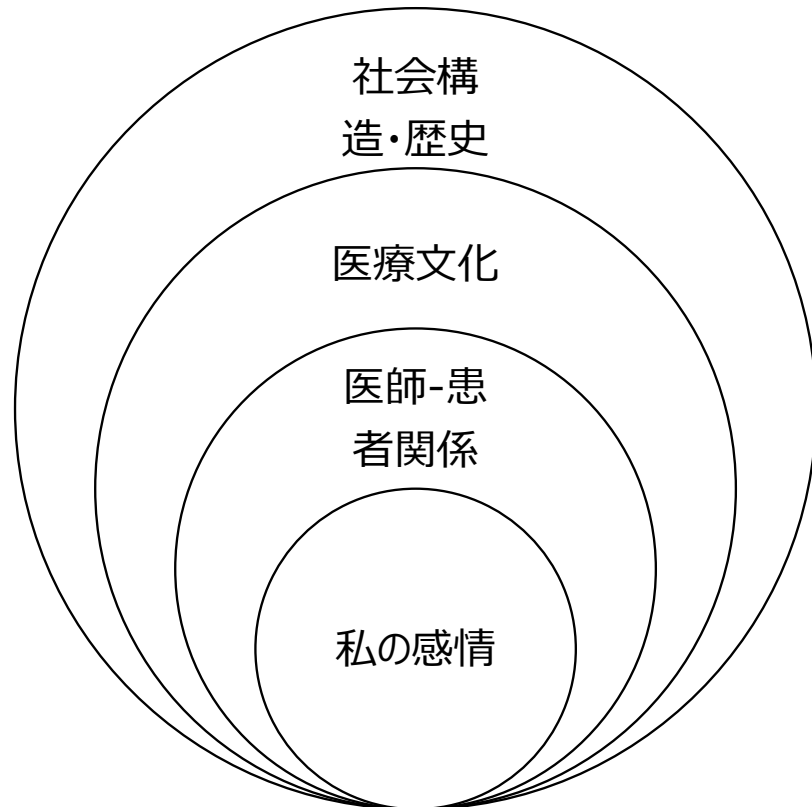 社会構
造・歴史
医療文化
医師-患
者関係
私の感情